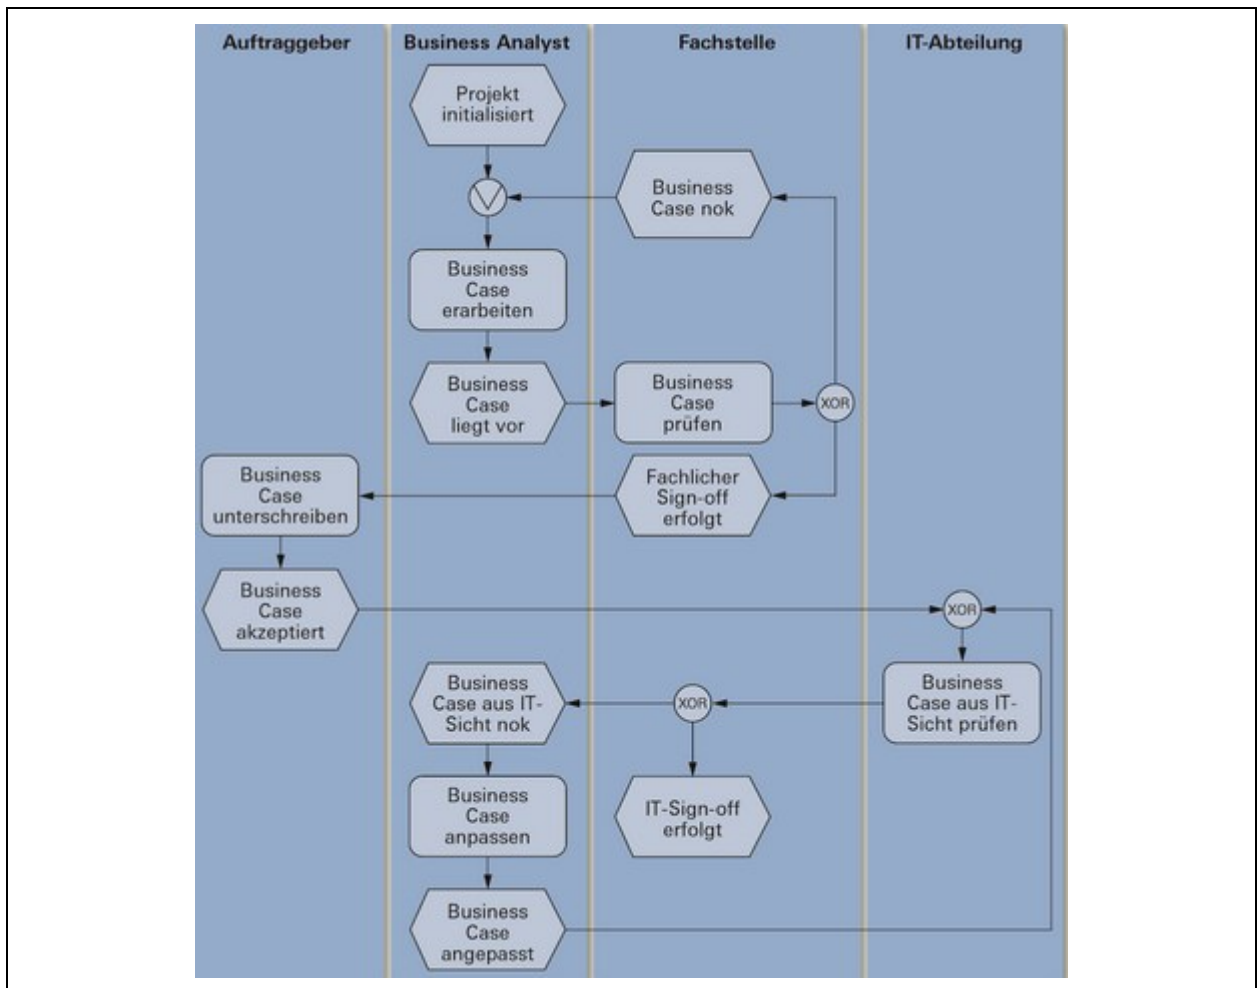 Auftraggeber
Business Analyst
Fachstelle
IT-Abteilung
Projekt
initialisiert
Business
Case nok
Business
Case
erarbeiten
Business
Case
liegt vor
Business
Case
prüfen
XOR
Fachlicher
Sign-off
erfolgt
Business
Case
unterschreiben
Business
Case
akzeptiert
XOR
Business
Case aus IT-
Sicht prüfen
XOR
Business
Case aus IT-
Sicht nok
IT-Sign-off
erfolgt
Business
Case
anpassen
Business
Case
angepasst